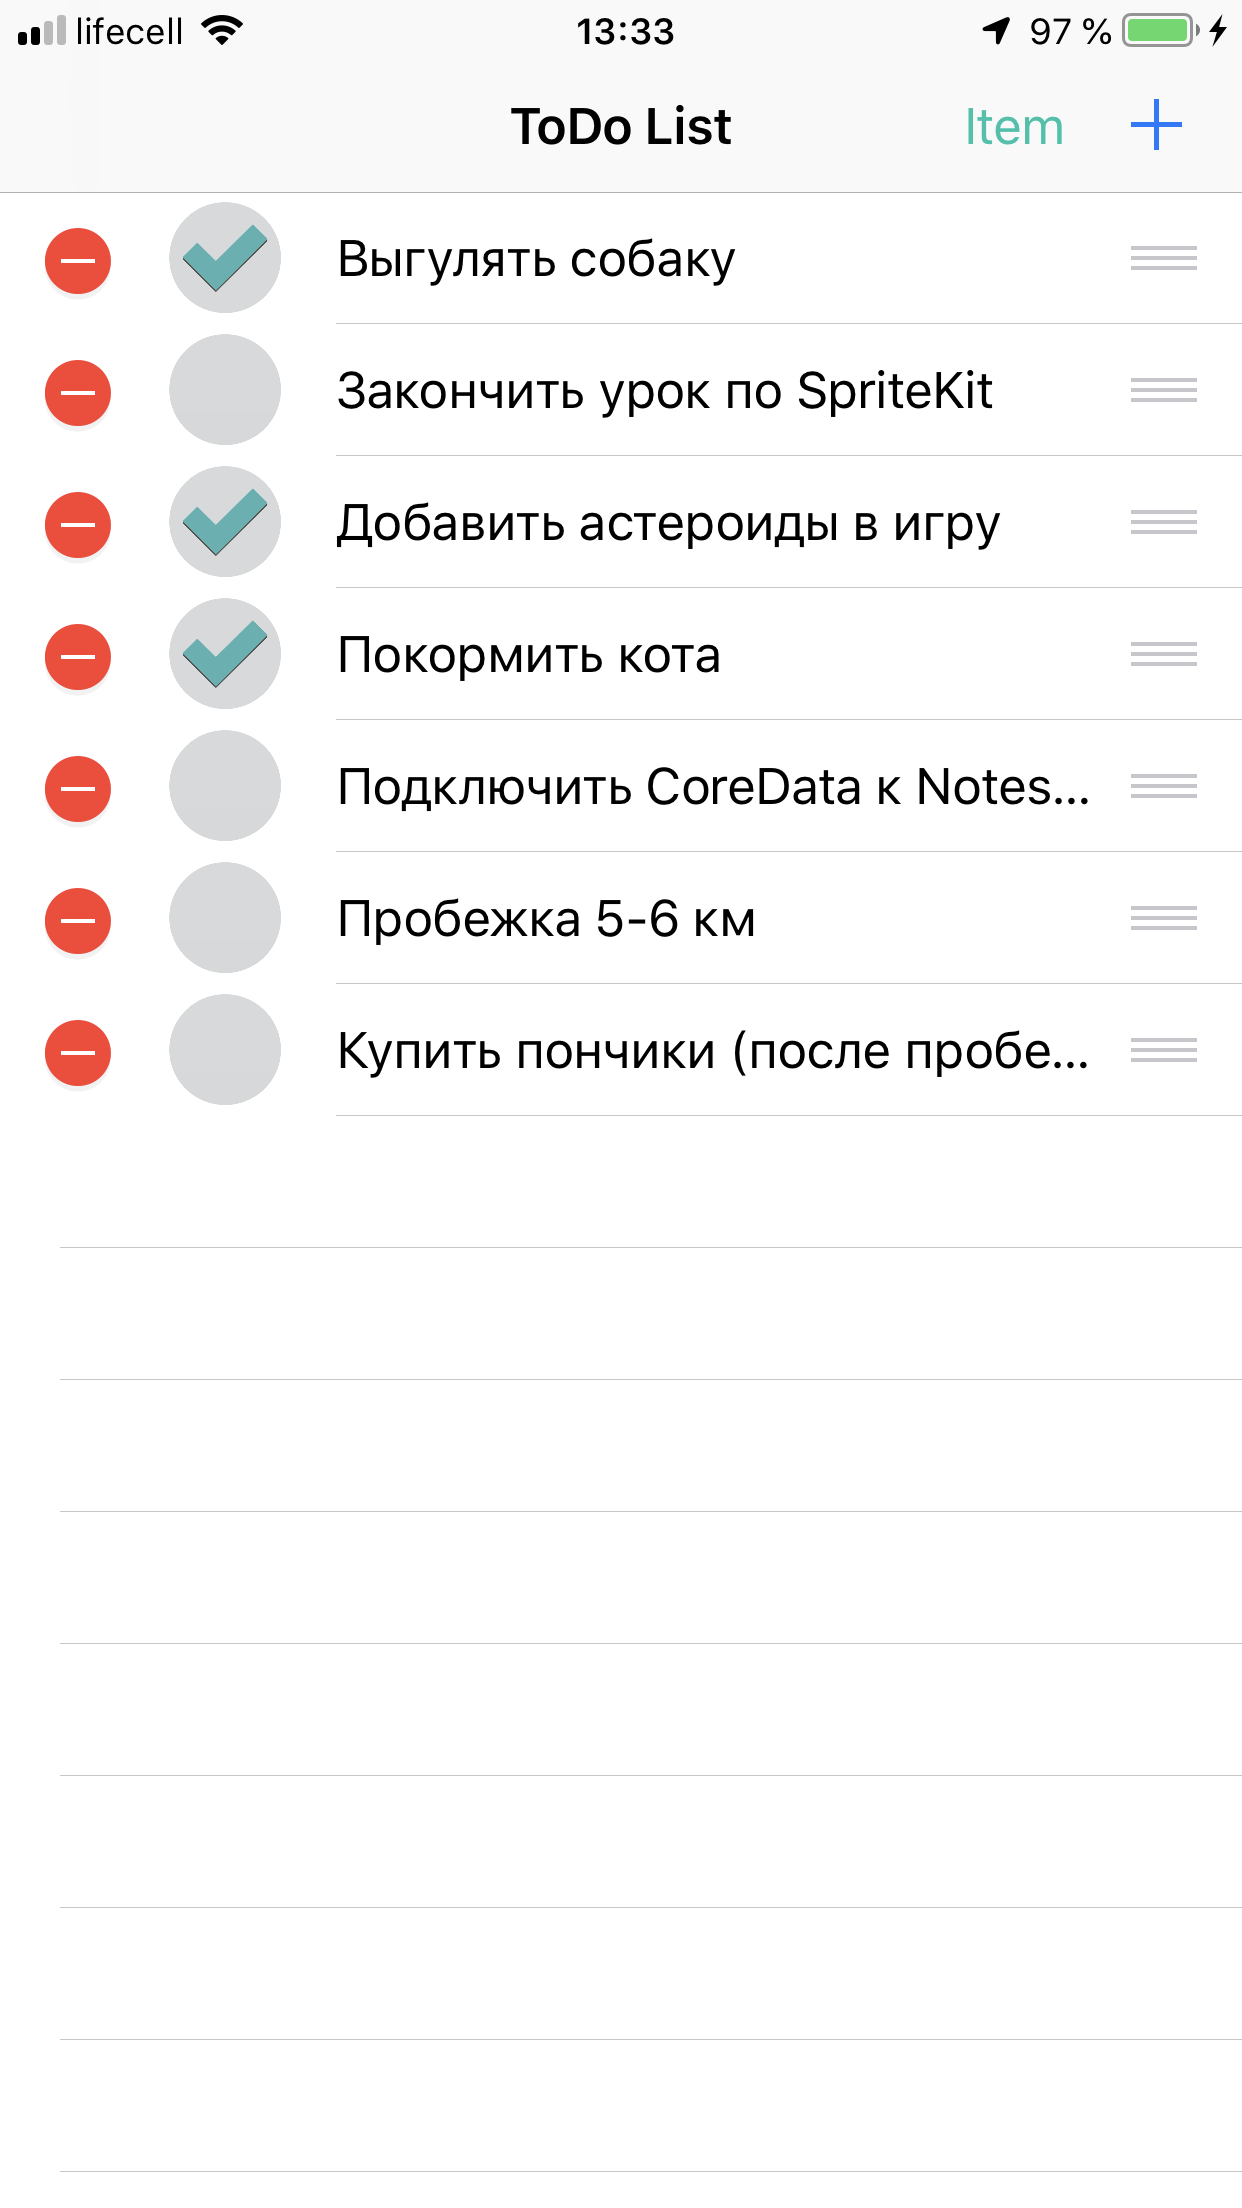 lifecell 13:33 97 %
ToDo List Item
Выгулять собаку
Закончить урок по SpriteKit
Добавить астероиды в игру
Покормить кота
Подключить CoreData к Notes...
Пробежка 5-6 км
Купить пончики (после пробе...